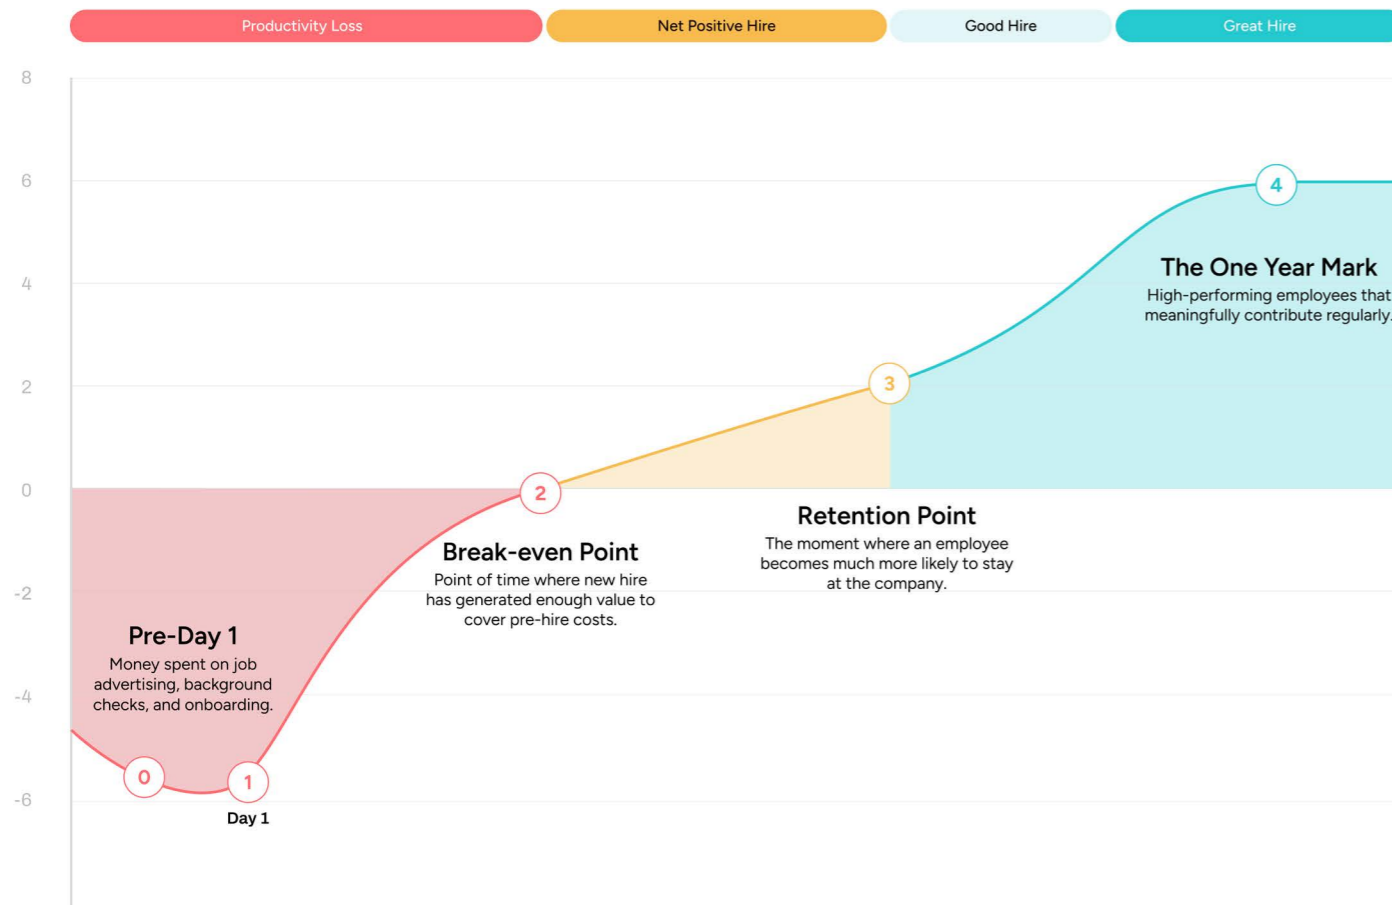 Productivity Loss
Net Positive Hire
Good Hire
Great Hire
8
6
4
2
0
-2
-4
-6
4
The One Year Mark
High-performing employees that
meaningfully contribute regularly.
3
Retention Point
The moment where an employee
becomes much more likely to stay
at the company.
2
Break-even Point
Point of time where new hire
has generated enough value to
cover pre-hire costs.
Pre-Day 1
Money spent on job
advertising, background
checks, and onboarding.
0
1
Day 1